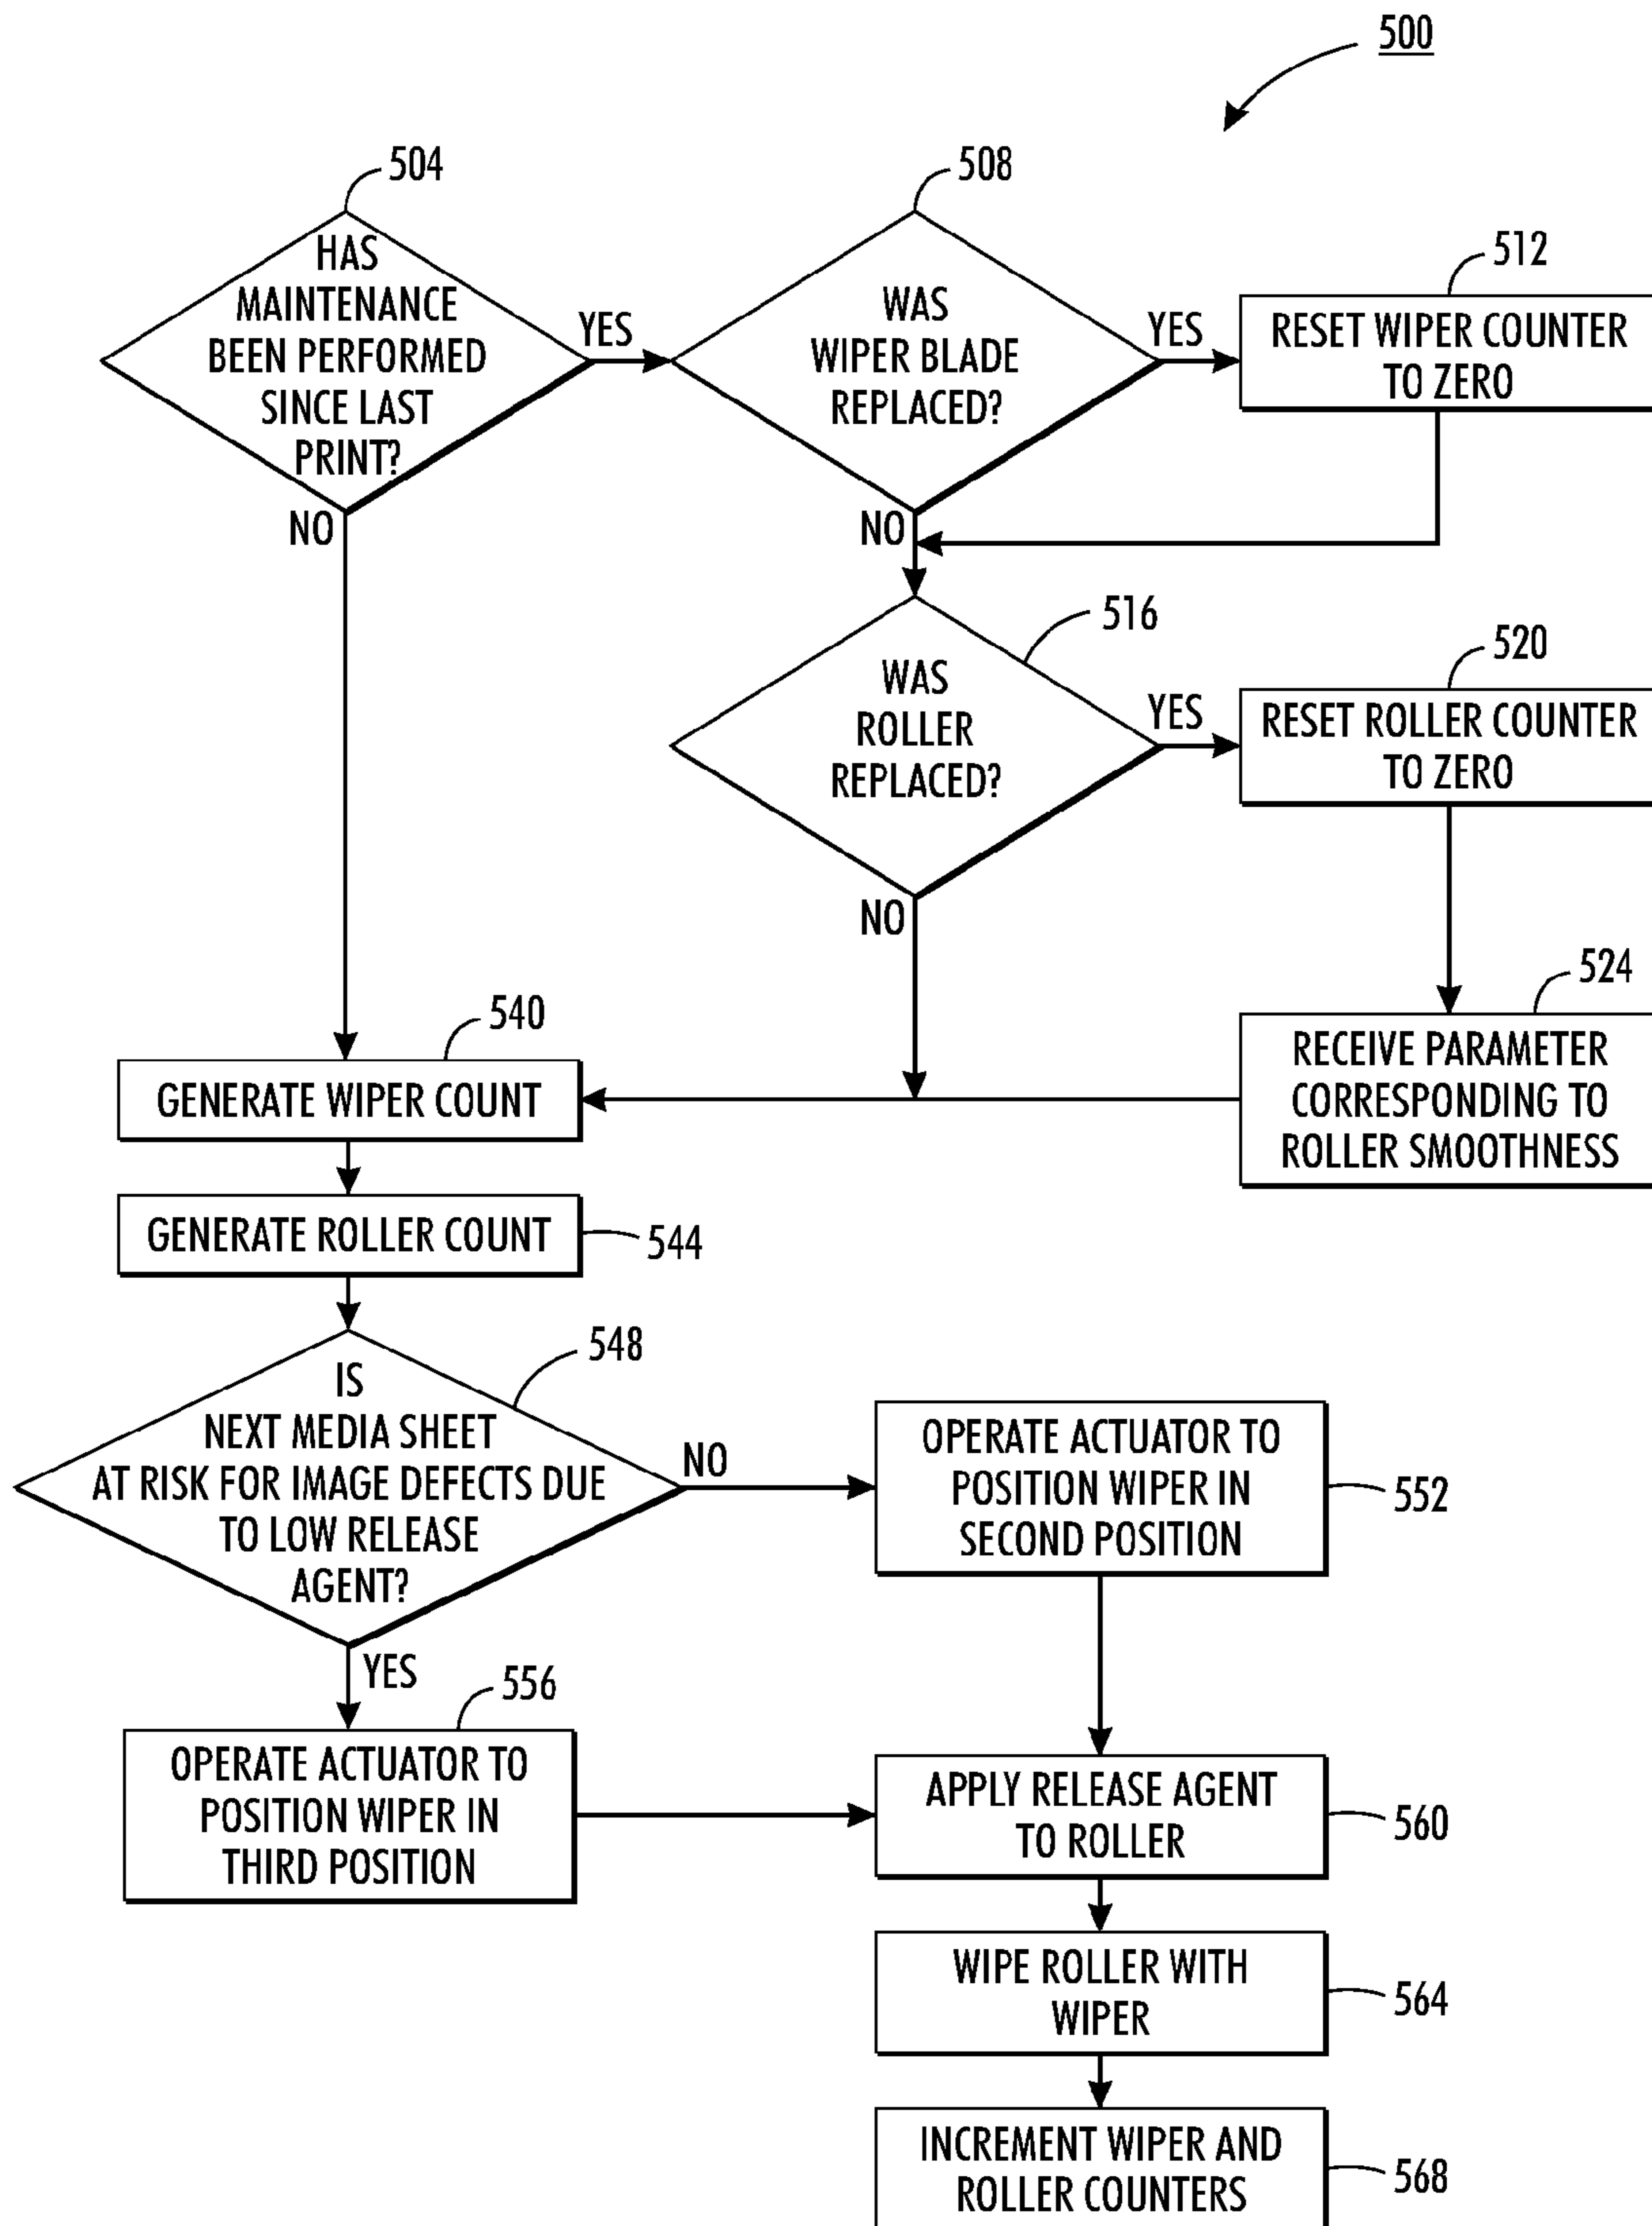 500
504
HAS
MAINTENANCE
BEEN PERFORMED
SINCE LAST
PRINT?
YES
NO
508
WAS
WIPER BLADE
REPLACED?
YES
NO
512
RESET WIPER COUNTER
TO ZERO
516
WAS
ROLLER
REPLACED?
YES
NO
520
RESET ROLLER COUNTER
TO ZERO
524
RECEIVE PARAMETER
CORRESPONDING TO
ROLLER SMOOTHNESS
540
GENERATE WIPER COUNT
GENERATE ROLLER COUNT
544
548
IS
NEXT MEDIA SHEET
AT RISK FOR IMAGE DEFECTS DUE
TO LOW RELEASE
AGENT?
NO
YES
OPERATE ACTUATOR TO
POSITION WIPER IN
SECOND POSITION
552
556
OPERATE ACTUATOR TO
POSITION WIPER IN
THIRD POSITION
APPLY RELEASE AGENT
TO ROLLER
560
WIPE ROLLER WITH
WIPER
564
INCREMENT WIPER AND
ROLLER COUNTERS
568